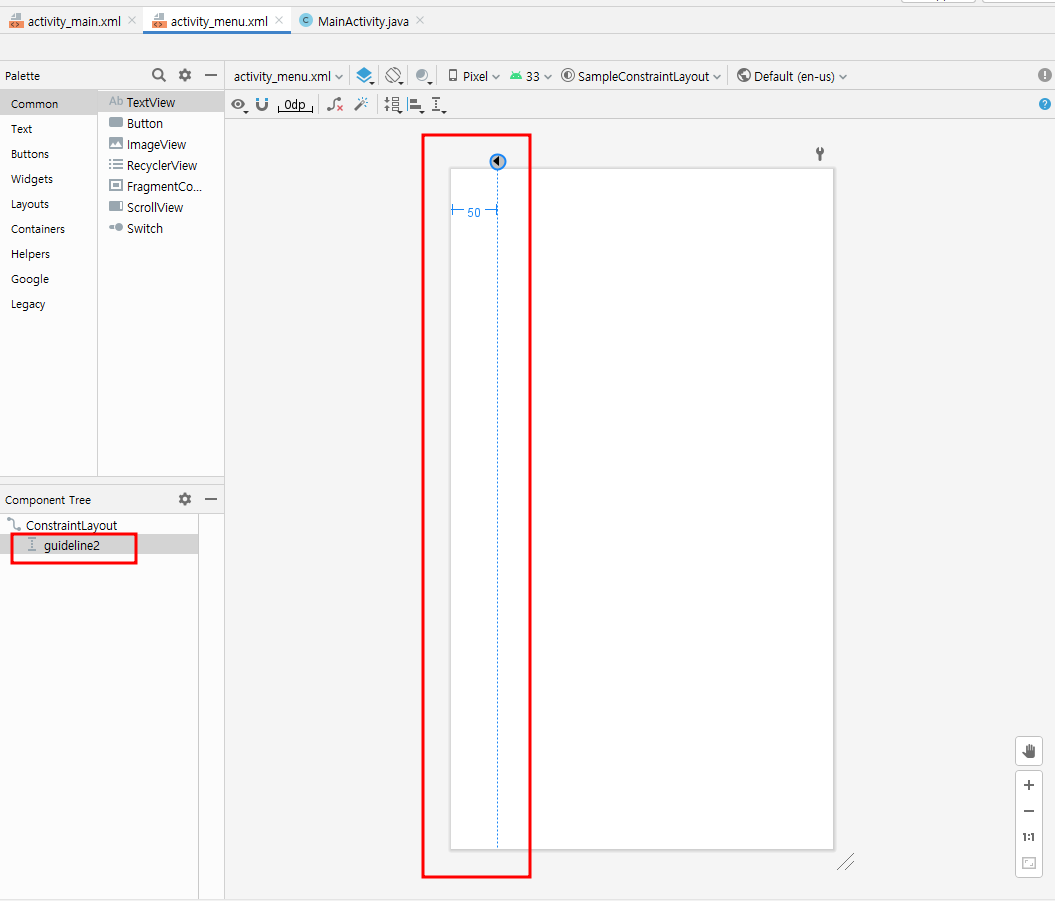 activity_main.xml activity_menu.xml MainActivity.java
Palette
activity_menu.xml Pixel 33 SampleConstraintLayout Default (en-us)
0dp
Common
Text
Buttons
Widgets
Layouts
Containers
Helpers
Google
Legacy
Ab TextView
Button
ImageView
RecyclerView
FragmentCo...
ScrollView
Switch
50
Component Tree
ConstraintLayout
guideline2
1:1